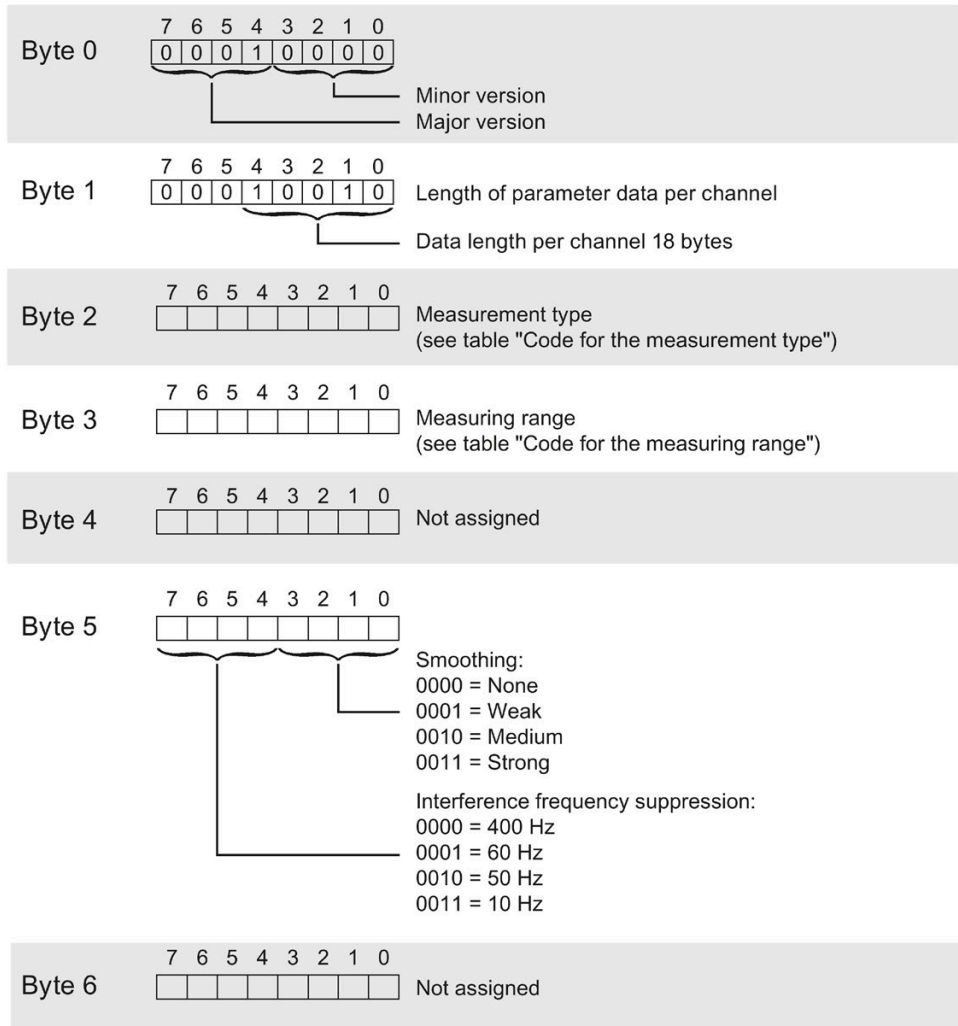 7 6 5 4 3 2 1 0
Byte 0
0 0 0 1 0 0 0 0
Minor version
Major version
7 6 5 4 3 2 1 0
Byte 1
0 0 0 1 0 0 1 0
Length of parameter data per channel
Data length per channel 18 bytes
7 6 5 4 3 2 1 0
Byte 2
Measurement type
(see table "Code for the measurement type")
7 6 5 4 3 2 1 0
Byte 3
Measuring range
(see table "Code for the measuring range")
7 6 5 4 3 2 1 0
Byte 4
Not assigned
7 6 5 4 3 2 1 0
Byte 5
Smoothing:
0000 = None
0001 = Weak
0010 = Medium
0011 = Strong
Interference frequency suppression:
0000 = 400 Hz
0001 = 60 Hz
0010 = 50 Hz
0011 = 10 Hz
7 6 5 4 3 2 1 0
Byte 6
Not assigned